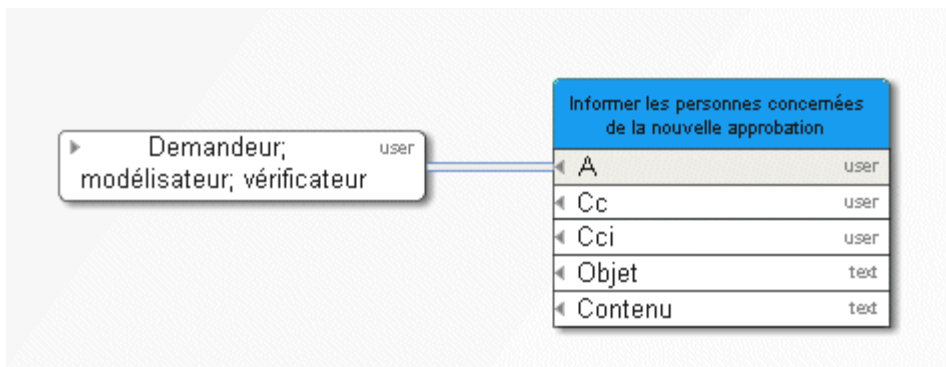 Informer les personnes concernées
de la nouvelle approbation
Demandeur; user
modélisateur; vérificateur
A user
Cc user
Cci user
Objet text
Contenu text